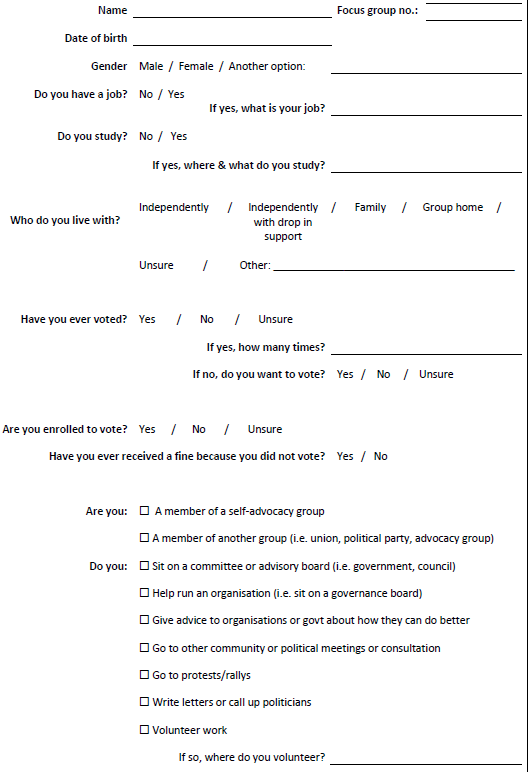 Name Focus group no.:
Date of birth
Gender Male / Female / Another option:
Do you have a job? No / Yes
If yes, what is your job?
Do you study? No / Yes
If yes, where & what do you study?
Who do you live with? Independently / Independently with drop in support / Family / Group home /
Unsure / Other:
Have you ever voted? Yes / No / Unsure
If yes, how many times?
If no, do you want to vote? Yes / No / Unsure
Are you enrolled to vote? Yes / No / Unsure
Have you ever received a fine because you did not vote? Yes / No
Are you: ☐ A member of a self-advocacy group
☐ A member of another group (i.e. union, political party, advocacy group)
Do you: ☐ Sit on a committee or advisory board (i.e. government, council)
☐ Help run an organisation (i.e. sit on a governance board)
☐ Give advice to organisations or govt about how they can do better
☐ Go to other community or political meetings or consultation
☐ Go to protests/rallys
☐ Write letters or call up politicians
☐ Volunteer work
If so, where do you volunteer?